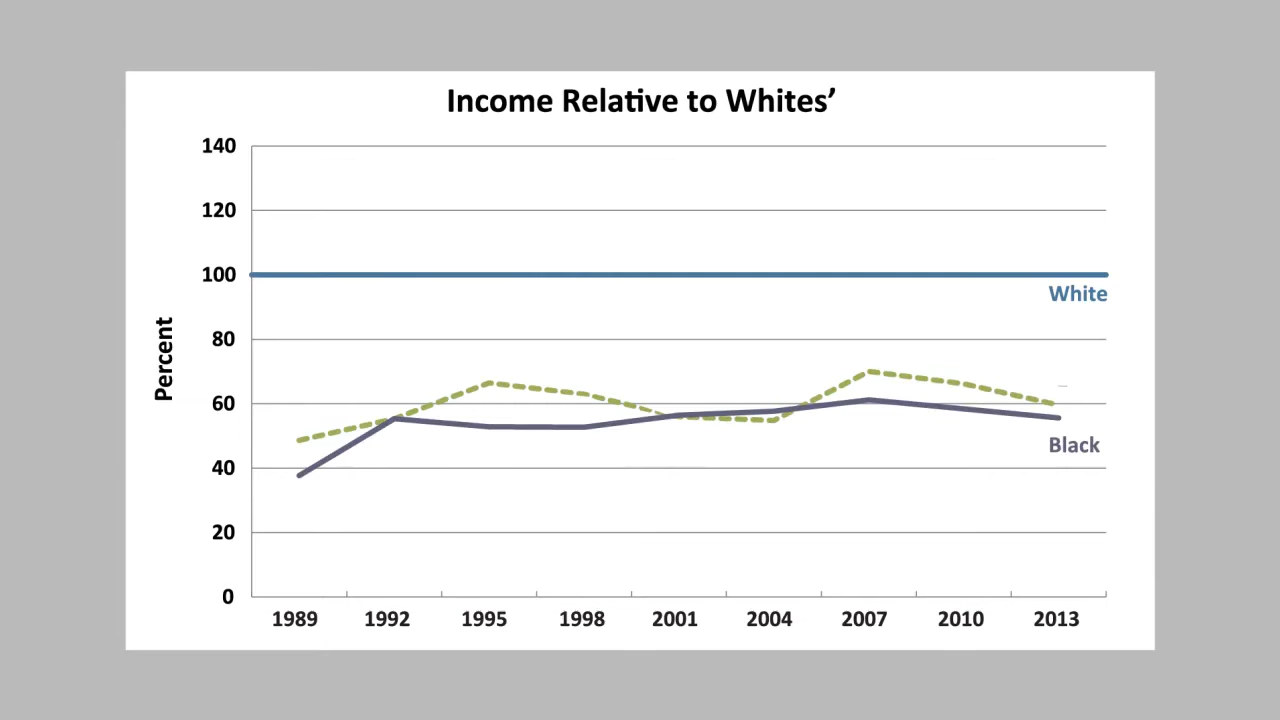 Income Relative to Whites’
140
120
100
White
80
Percent
60
Black
40
20
0
1989 1992 1995 1998 2001 2004 2007 2010 2013